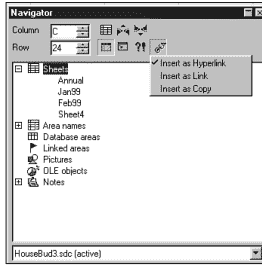 Navigator
Column C
Row 24
Insert as Hyperlink
Insert as Link
Insert as Copy
Sheets
Annual
Jan99
Feb99
Sheet4
Area names
Database areas
Linked areas
Pictures
OLE objects
Notes
HouseBud3.sdc (active)